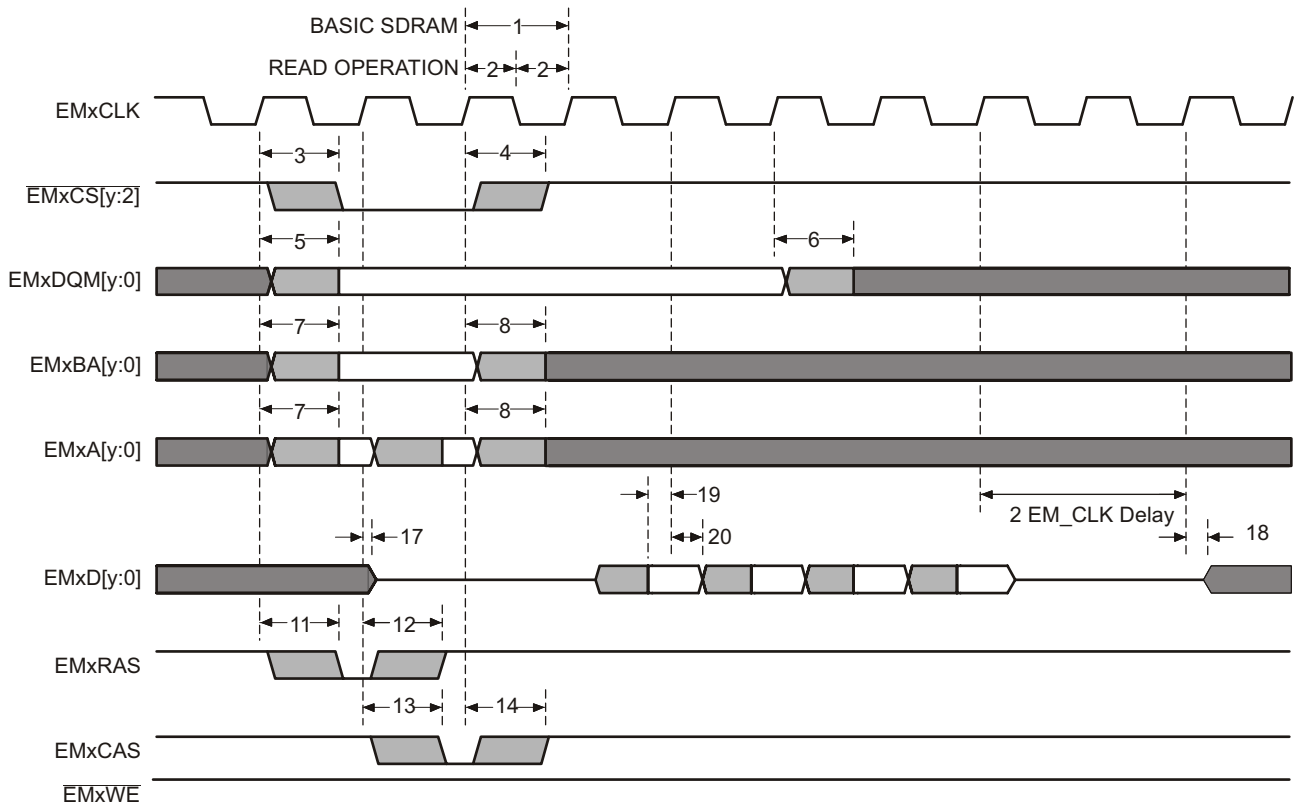 BASIC SDRAM 1
READ OPERATION 2 2
EMxCLK
3 4
EMxCS[y:2]
5 6
EMxDQM[y:0]
7 8
EMxBA[y:0]
7 8
EMxA[y:0]
19
2 EM_CLK Delay
17 20 18
EMxD[y:0]
11 12
EMxRAS
13 14
EMxCAS
EMxWE